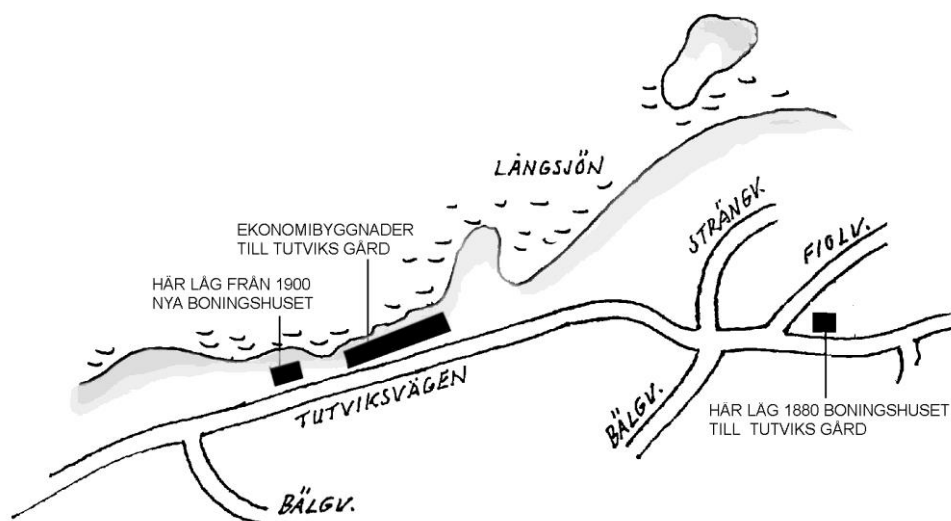 LÅNGSJÖN
STRÄNGV.
FIOLV.
EKONOMIBYGGNADER
TILL TUTVIKS GÅRD
HÄR LÅG FRÅN 1900
NYA BONINGSHUSET
TUTVIKSVÄGEN
BÄLGV.
HÄR LÅG 1880 BONINGSHUSET
TILL TUTVIKS GÅRD
BÄLGV.